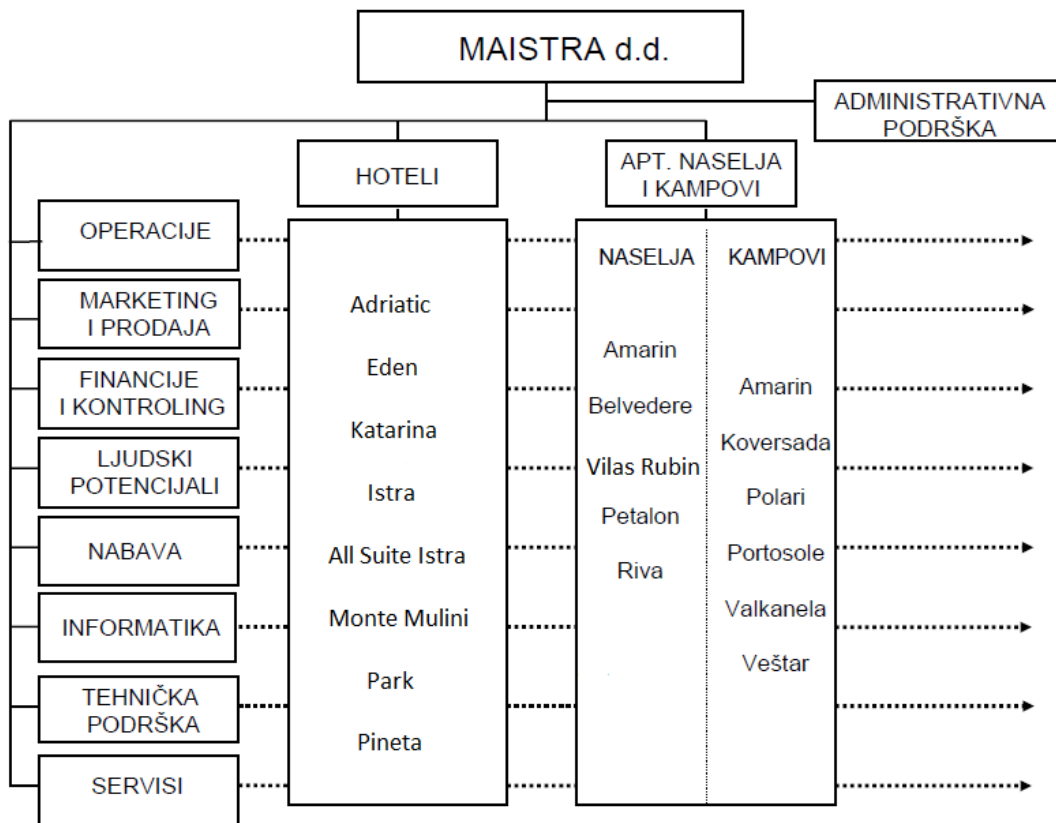 MAISTRA d.d.
ADMINISTRATIVNA
PODRŠKA
HOTELI
APT. NASELJA
I KAMPOVI
OPERACIJE
MARKETING
I PRODAJA
FINANCIJE
I KONTROLING
LJUDSKI
POTENCIJALI
NABAVA
INFORMATIKA
TEHNIČKA
PODRŠKA
SERVISI
Adriatic
Eden
Katarina
Istra
All Suite Istra
Monte Mulini
Park
Pineta
NASELJA
Amarin
Belvedere
Vilas Rubin
Petalon
Riva
KAMPOVI
Amarin
Koversada
Polari
Portosole
Valkanela
Veštar